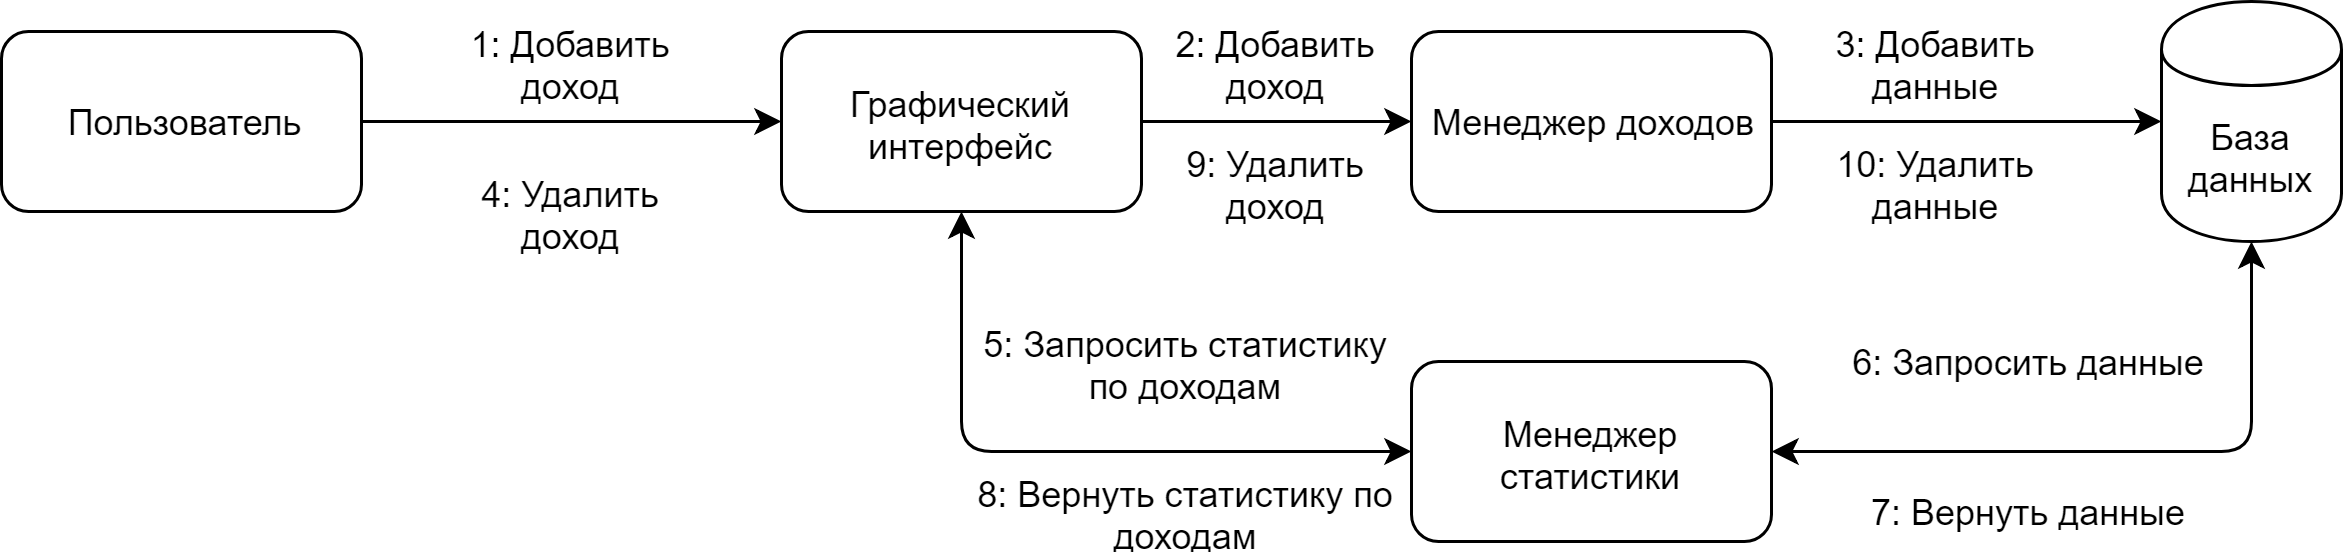 1: Добавить
доход
2: Добавить
доход
3: Добавить
данные
Пользователь
Графический
интерфейс
Менеджер доходов
База
данных
4: Удалить
доход
9: Удалить
доход
10: Удалить
данные
5: Запросить статистику
по доходам
6: Запросить данные
Менеджер
статистики
8: Вернуть статистику по
доходам
7: Вернуть данные